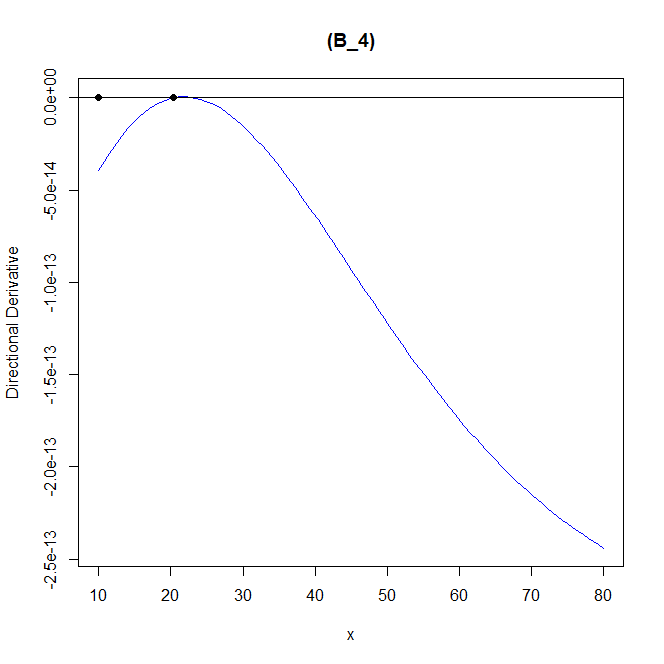 (B_4)
0.0e+00
-5.0e-14
-1.0e-13
-1.5e-13
-2.0e-13
-2.5e-13
Directional Derivative
10 20 30 40 50 60 70 80
x